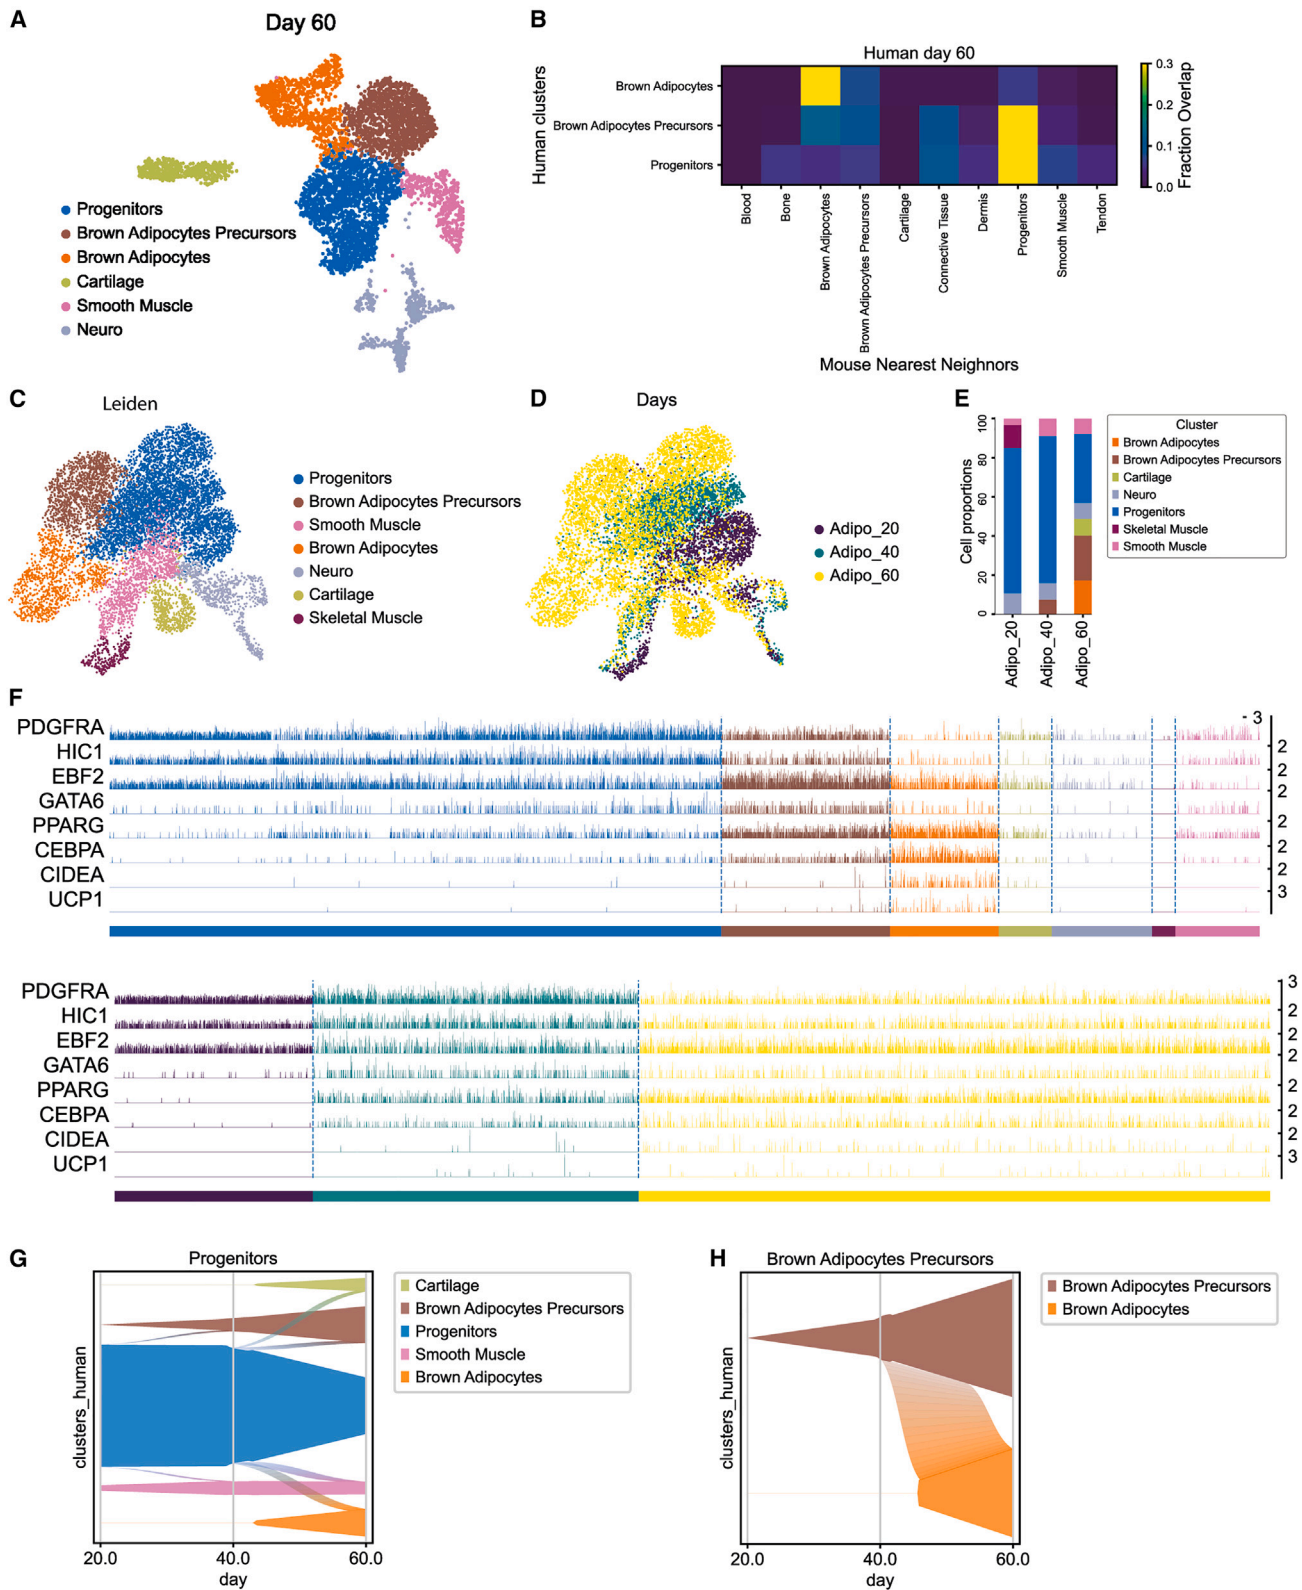 A
Day 60
Progenitors
Brown Adipocytes Precursors
Brown Adipocytes
Cartilage
Smooth Muscle
Neuro
B
Human day 60
Human clusters
Brown Adipocytes
Brown Adipocytes Precursors
Progenitors
Blood
Bone
Brown Adipocytes
Brown Adipocytes Precursors
Cartilage
Connective Tissue
Dermis
Progenitors
Smooth Muscle
Tendon
Mouse Nearest Neighnors
0.3
0.2
0.1
0.0
Fraction Overlap
C
Leiden
Progenitors
Brown Adipocytes Precursors
Smooth Muscle
Brown Adipocytes
Neuro
Cartilage
Skeletal Muscle
D
Days
Adipo_20
Adipo_40
Adipo_60
E
Cell proportions
100
80
60
40
20
0
Adipo_20
Adipo_40
Adipo_60
Cluster
Brown Adipocytes
Brown Adipocytes Precursors
Cartilage
Neuro
Progenitors
Skeletal Muscle
Smooth Muscle
F
PDGFRA
HIC1
EBF2
GATA6
PPARG
CEBPA
CIDEA
UCP1
- 3
2
2
2
2
2
2
3
PDGFRA
HIC1
EBF2
GATA6
PPARG
CEBPA
CIDEA
UCP1
3
2
2
2
2
2
2
3
G
Progenitors
clusters_human
20.0
40.0
60.0
day
Cartilage
Brown Adipocytes Precursors
Progenitors
Smooth Muscle
Brown Adipocytes
H
Brown Adipocytes Precursors
clusters_human
20.0
40.0
60.0
day
Brown Adipocytes Precursors
Brown Adipocytes